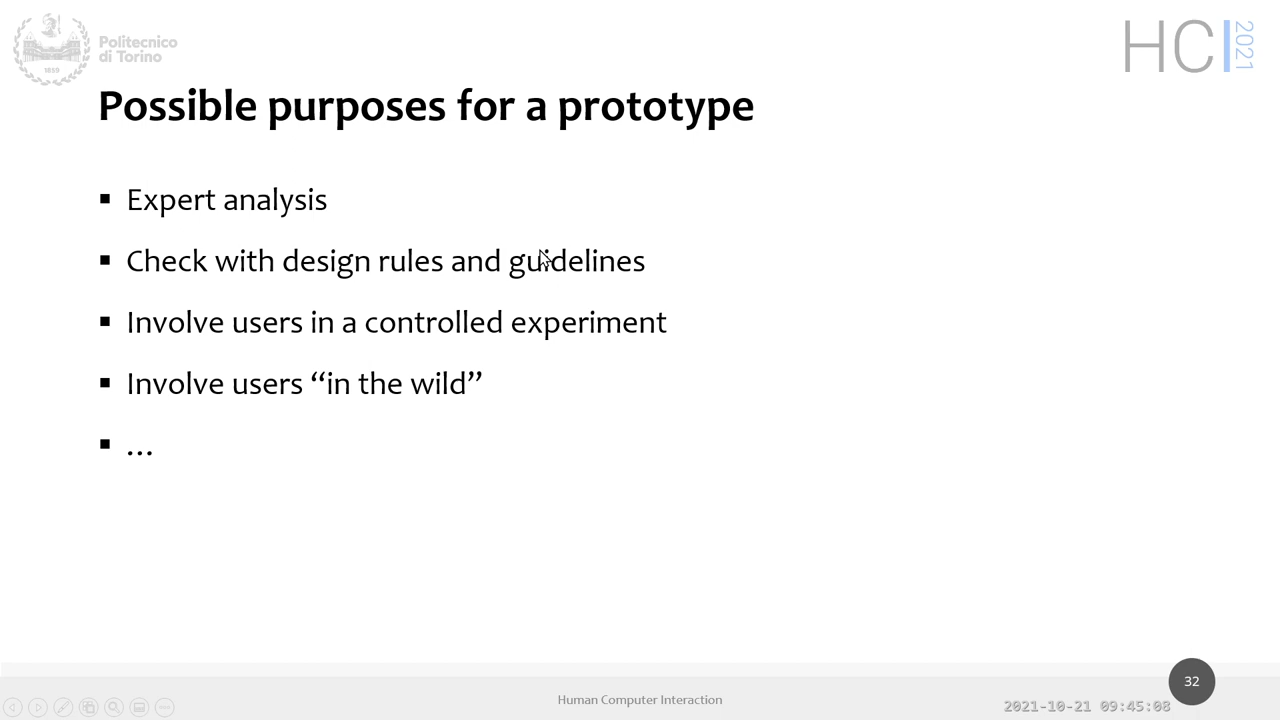 Politecnico
di Torino
1859
HCI 2021
Possible purposes for a prototype
▪ Expert analysis
▪ Check with design rules and guidelines
▪ Involve users in a controlled experiment
▪ Involve users “in the wild”
▪ …
32
Human Computer Interaction
2021-10-21 09:45:08